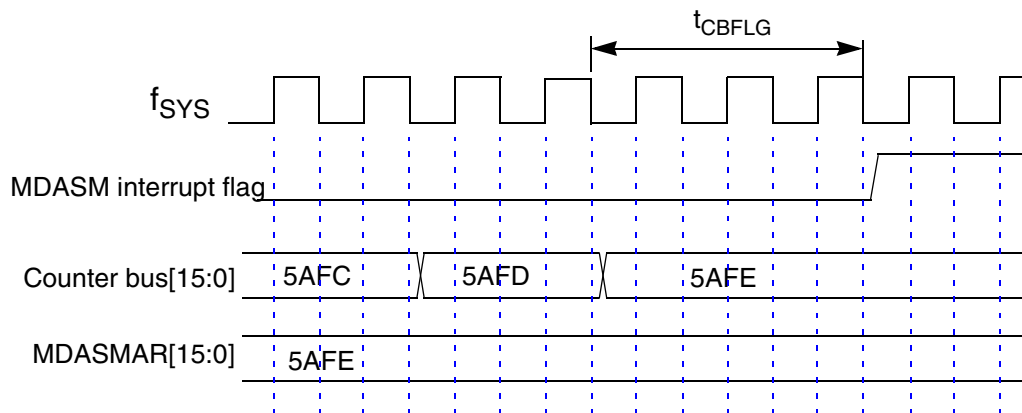 tCBFLG
fSYS
MDASM interrupt flag
Counter bus[15:0] 5AFC 5AFD 5AFE
MDASMAR[15:0] 5AFE